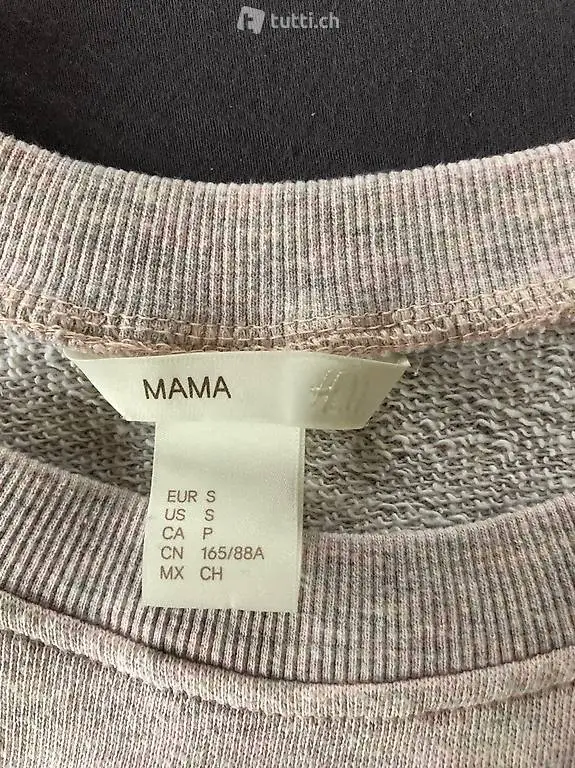 tutti.ch
MAMA H&M
EUR S
US S
CA P
CN 165/88A
MX CH